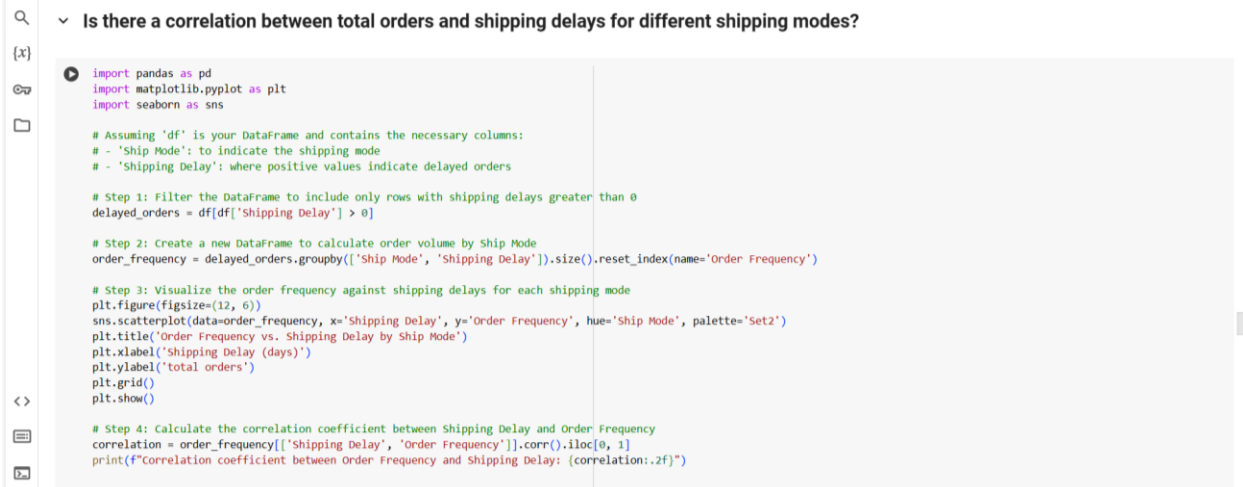 Is there a correlation between total orders and shipping delays for different shipping modes?
{x}
import pandas as pd
import matplotlib.pyplot as plt
import seaborn as sns
# Assuming 'df' is your DataFrame and contains the necessary columns:
# - 'Ship Mode': to indicate the shipping mode
# - 'Shipping Delay': where positive values indicate delayed orders
# Step 1: Filter the DataFrame to include only rows with shipping delays greater than 0
delayed_orders = df[df['Shipping Delay'] > 0]
# Step 2: Create a new DataFrame to calculate order volume by Ship Mode
order_frequency = delayed_orders.groupby(['Ship Mode', 'Shipping Delay']).size().reset_index(name='Order Frequency')
# Step 3: Visualize the order frequency against shipping delays for each shipping mode
plt.figure(figsize=(12, 6))
sns.scatterplot(data=order_frequency, x='Shipping Delay', y='Order Frequency', hue='Ship Mode', palette='Set2')
plt.title('Order Frequency vs. Shipping Delay by Ship Mode')
plt.xlabel('Shipping Delay (days)')
plt.ylabel('total orders')
plt.grid()
plt.show()
# Step 4: Calculate the correlation coefficient between Shipping Delay and Order Frequency
correlation = order_frequency[['Shipping Delay', 'Order Frequency']].corr().iloc[0, 1]
print(f"Correlation coefficient between Order Frequency and Shipping Delay: {correlation:.2f}")